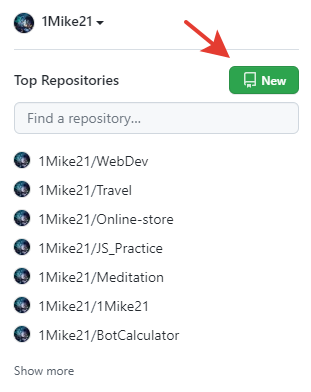 1Mike21
Top Repositories New
Find a repository...
1Mike21/WebDev
1Mike21/Travel
1Mike21/Online-store
1Mike21/JS_Practice
1Mike21/Meditation
1Mike21/1Mike21
1Mike21/BotCalculator
Show more